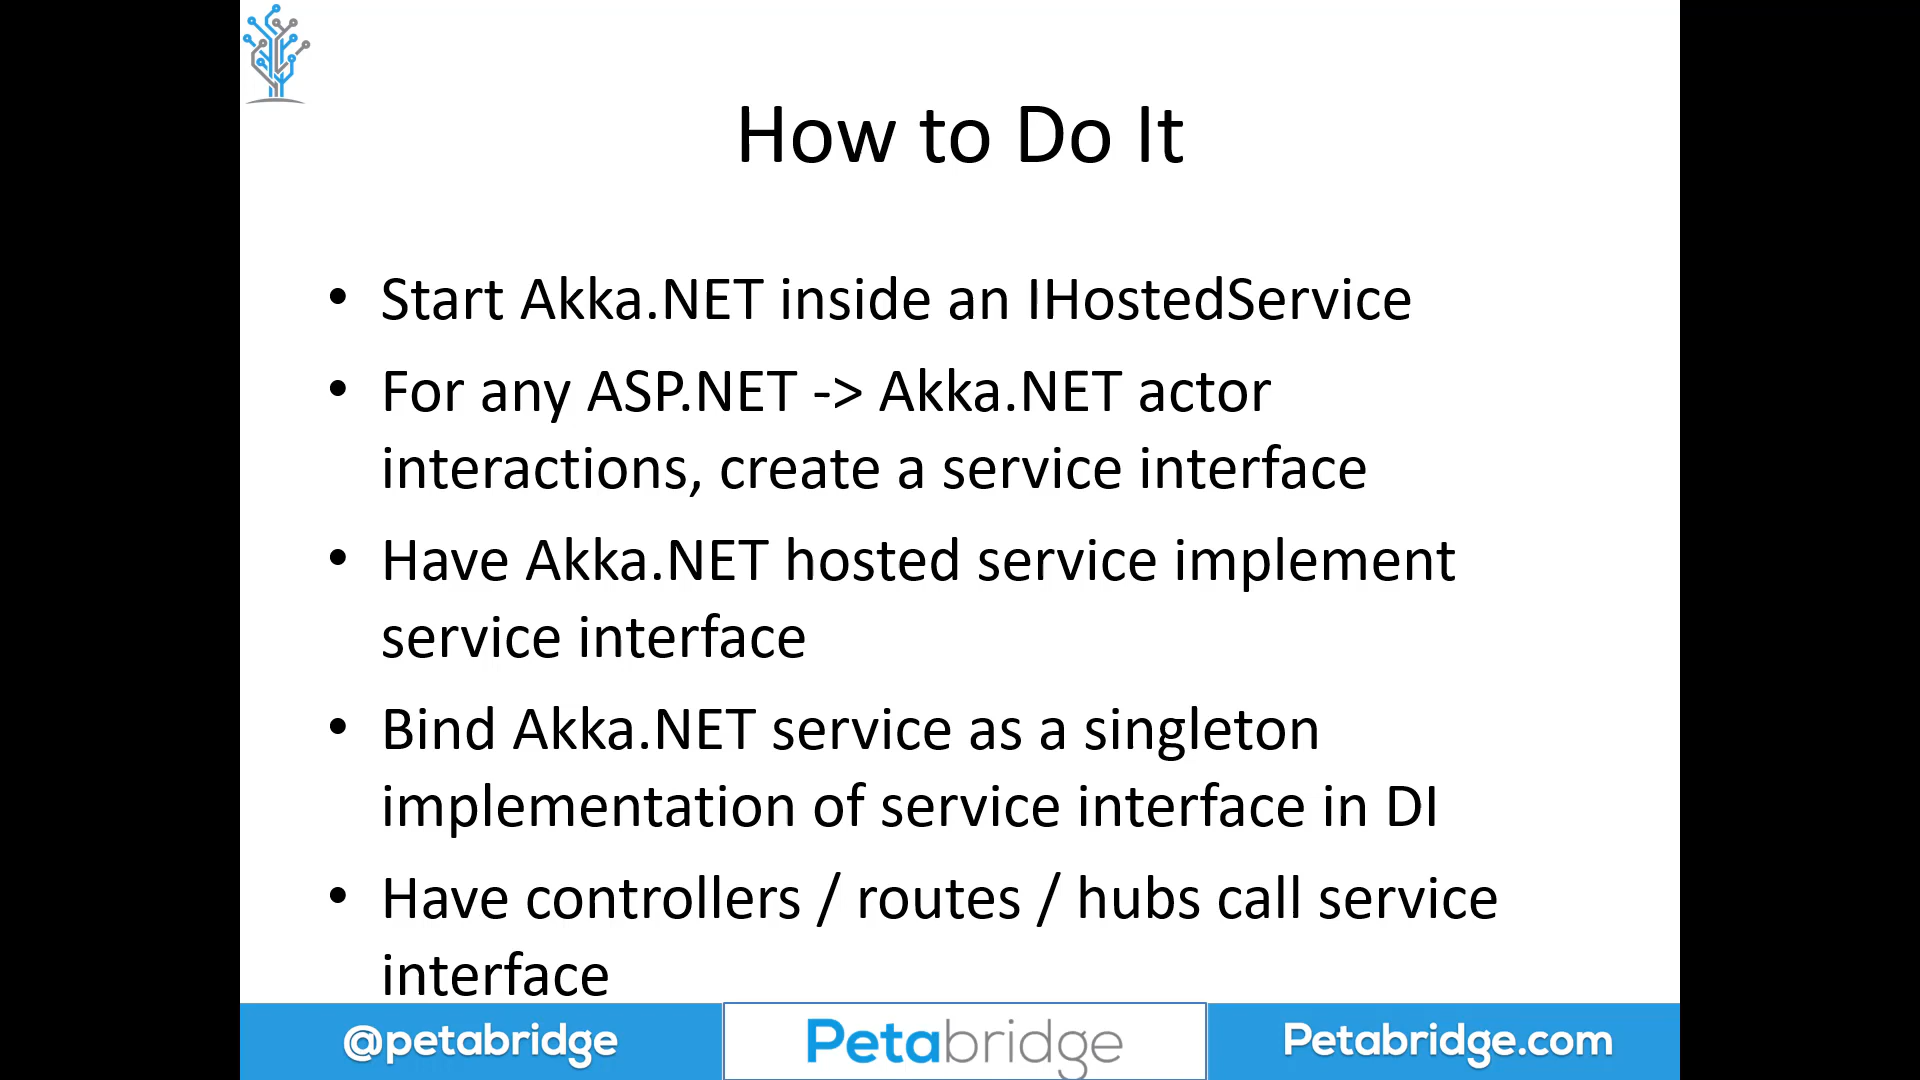 How to Do It
• Start Akka.NET inside an IHostedService
• For any ASP.NET -> Akka.NET actor
interactions, create a service interface
• Have Akka.NET hosted service implement
service interface
• Bind Akka.NET service as a singleton
implementation of service interface in DI
• Have controllers / routes / hubs call service
interface
@petabridge
Petabridge
Petabridge.com